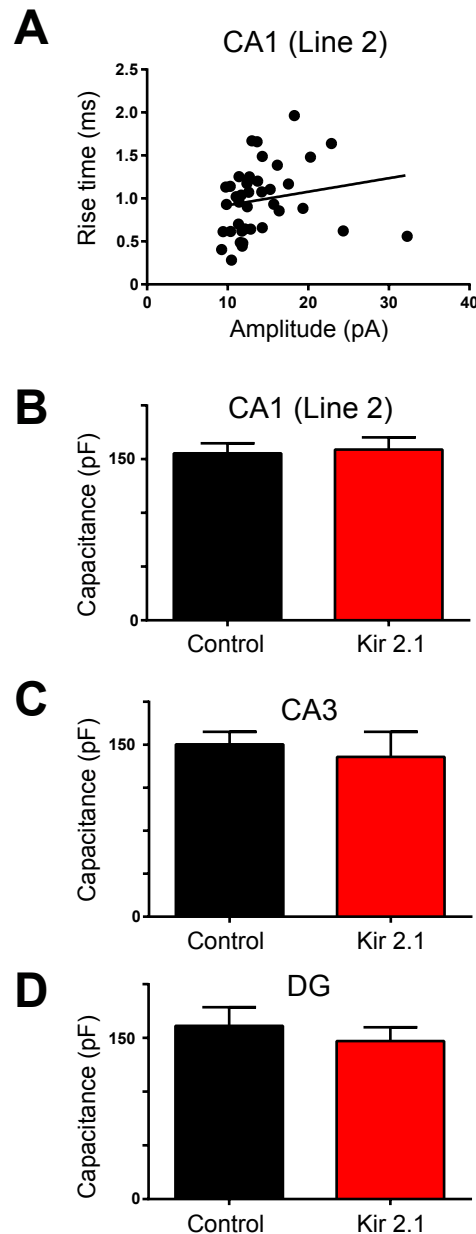 A
CA1 (Line 2)
2.5
2.0
1.5
1.0
0.5
0.0
Rise time (ms)
0 10 20 30 40
Amplitude (pA)
B
CA1 (Line 2)
Capacitance (pF)
150
0
Control Kir 2.1
C
CA3
Capacitance (pF)
150
0
Control Kir 2.1
D
DG
Capacitance (pF)
150
0
Control Kir 2.1